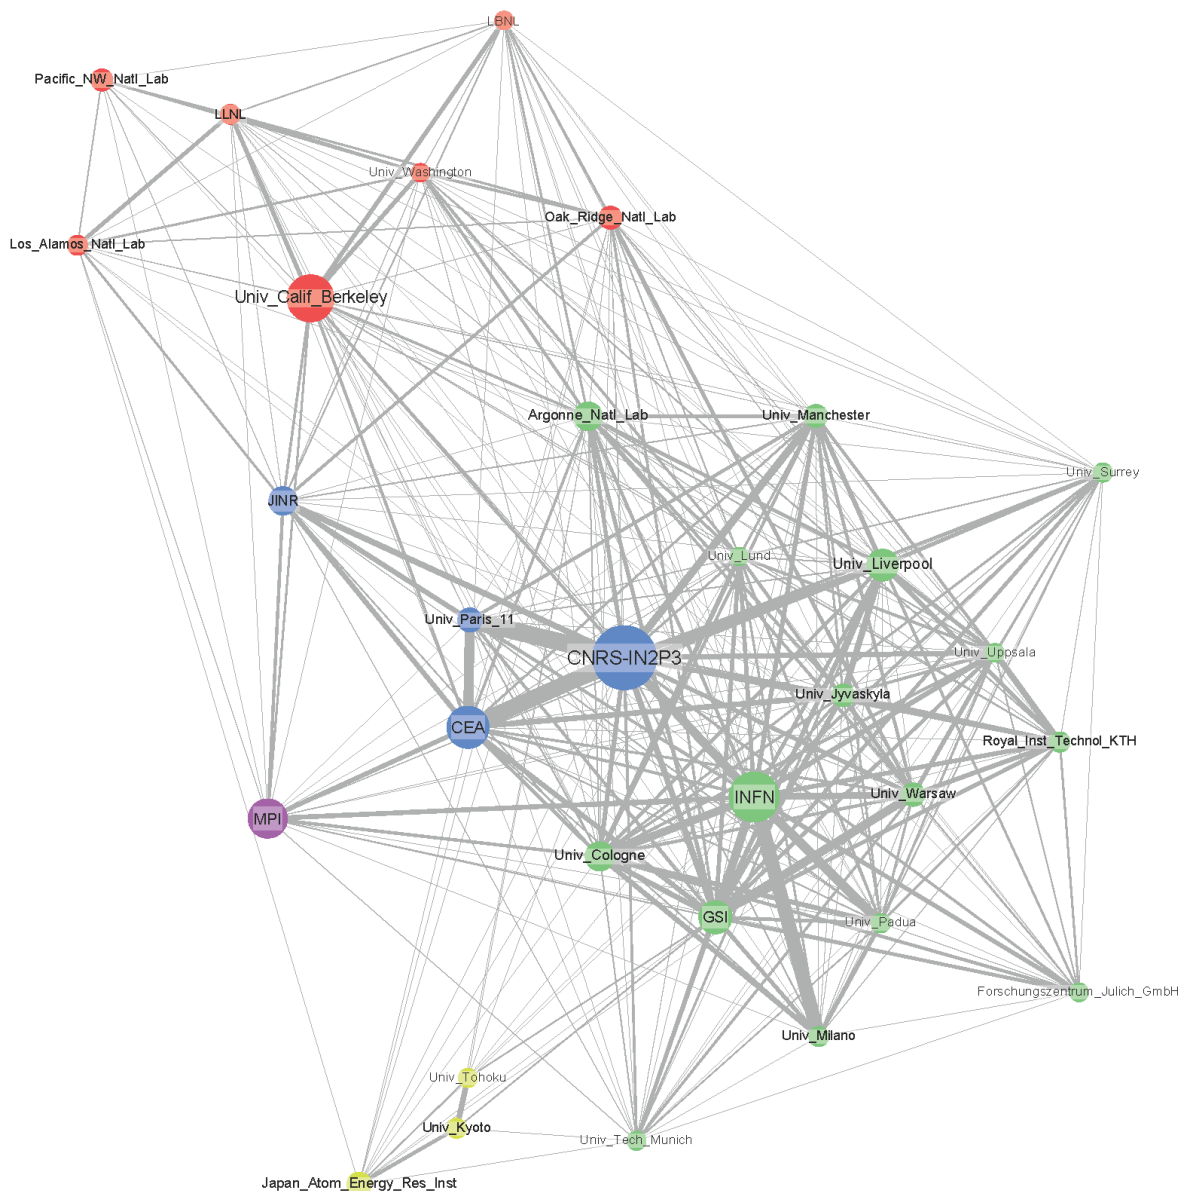 LBNL
Pacific_NW_Natl_Lab
LLNL
Univ_Washington
Oak_Ridge_Natl_Lab
Los_Alamos_Natl_Lab
Univ_Calif_Berkeley
Argonne_Natl_Lab
Univ_Manchester
Univ_Surrey
JINR
Univ_Lund
Univ_Liverpool
Univ_Paris_11
CNRS-IN2P3
Univ_Uppsala
Univ_Jyvaskyla
CEA
Royal_Inst_Technol_KTH
INFN
Univ_Warsaw
MPI
Univ_Cologne
GSI
Univ_Padua
Forschungszentrum_Julich_GmbH
Univ_Milano
Univ_Tohoku
Univ_Kyoto
Univ_Tech_Munich
Japan_Atom_Energy_Res_Inst